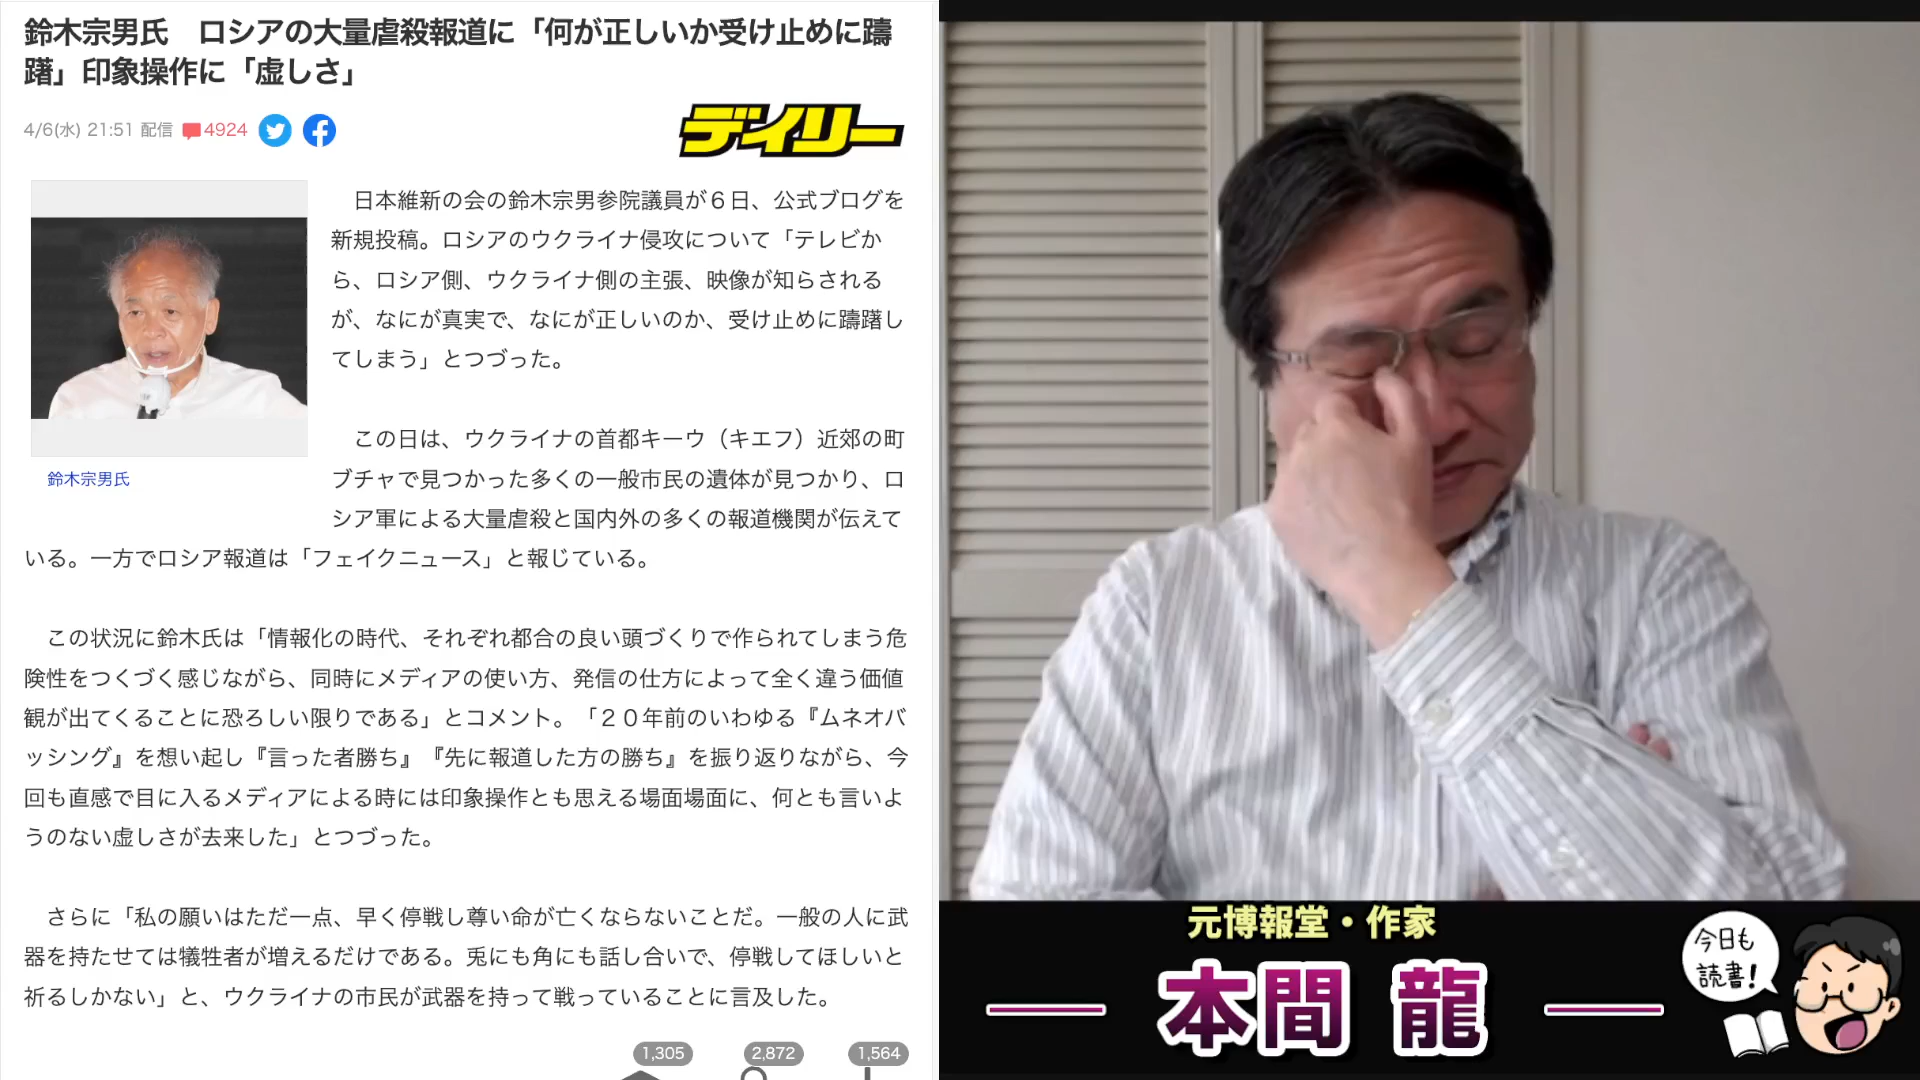 鈴木宗男氏　ロシアの大量虐殺報道に「何が正しいか受け止めに躊
躇」印象操作に「虚しさ」
4/6(水) 21:51 配信 4924
デイリー
日本維新の会の鈴木宗男参院議員が６日、公式ブログを
新規投稿。ロシアのウクライナ侵攻について「テレビか
ら、ロシア側、ウクライナ側の主張、映像が知らされる
が、なにが真実で、なにが正しいのか、受け止めに躊躇し
てしまう」とつづった。
鈴木宗男氏
この日は、ウクライナの首都キーウ（キエフ）近郊の町
ブチャで見つかった多くの一般市民の遺体が見つかり、ロ
シア軍による大量虐殺と国内外の多くの報道機関が伝えて
いる。一方でロシア報道は「フェイクニュース」と報じている。
この状況に鈴木氏は「情報化の時代、それぞれ都合の良い頭づくりで作られてしまう危
険性をつくづく感じながら、同時にメディアの使い方、発信の仕方によって全く違う価値
観が出てくることに恐ろしい限りである」とコメント。「２０年前のいわゆる『ムネオバ
ッシング』を想い起し『言った者勝ち』『先に報道した方の勝ち』を振り返りながら、今
回も直感で目に入るメディアによる時には印象操作とも思える場面場面に、何とも言いよ
うのない虚しさが去来した」とつづった。
さらに「私の願いはただ一点、早く停戦し尊い命が亡くならないことだ。一般の人に武
器を持たせては犠牲者が増えるだけである。兎にも角にも話し合いで、停戦してほしいと
祈るしかない」と、ウクライナの市民が武器を持って戦っていることに言及した。
1,305 2,872 1,564
元博報堂・作家
本間 龍
今日も
読書!